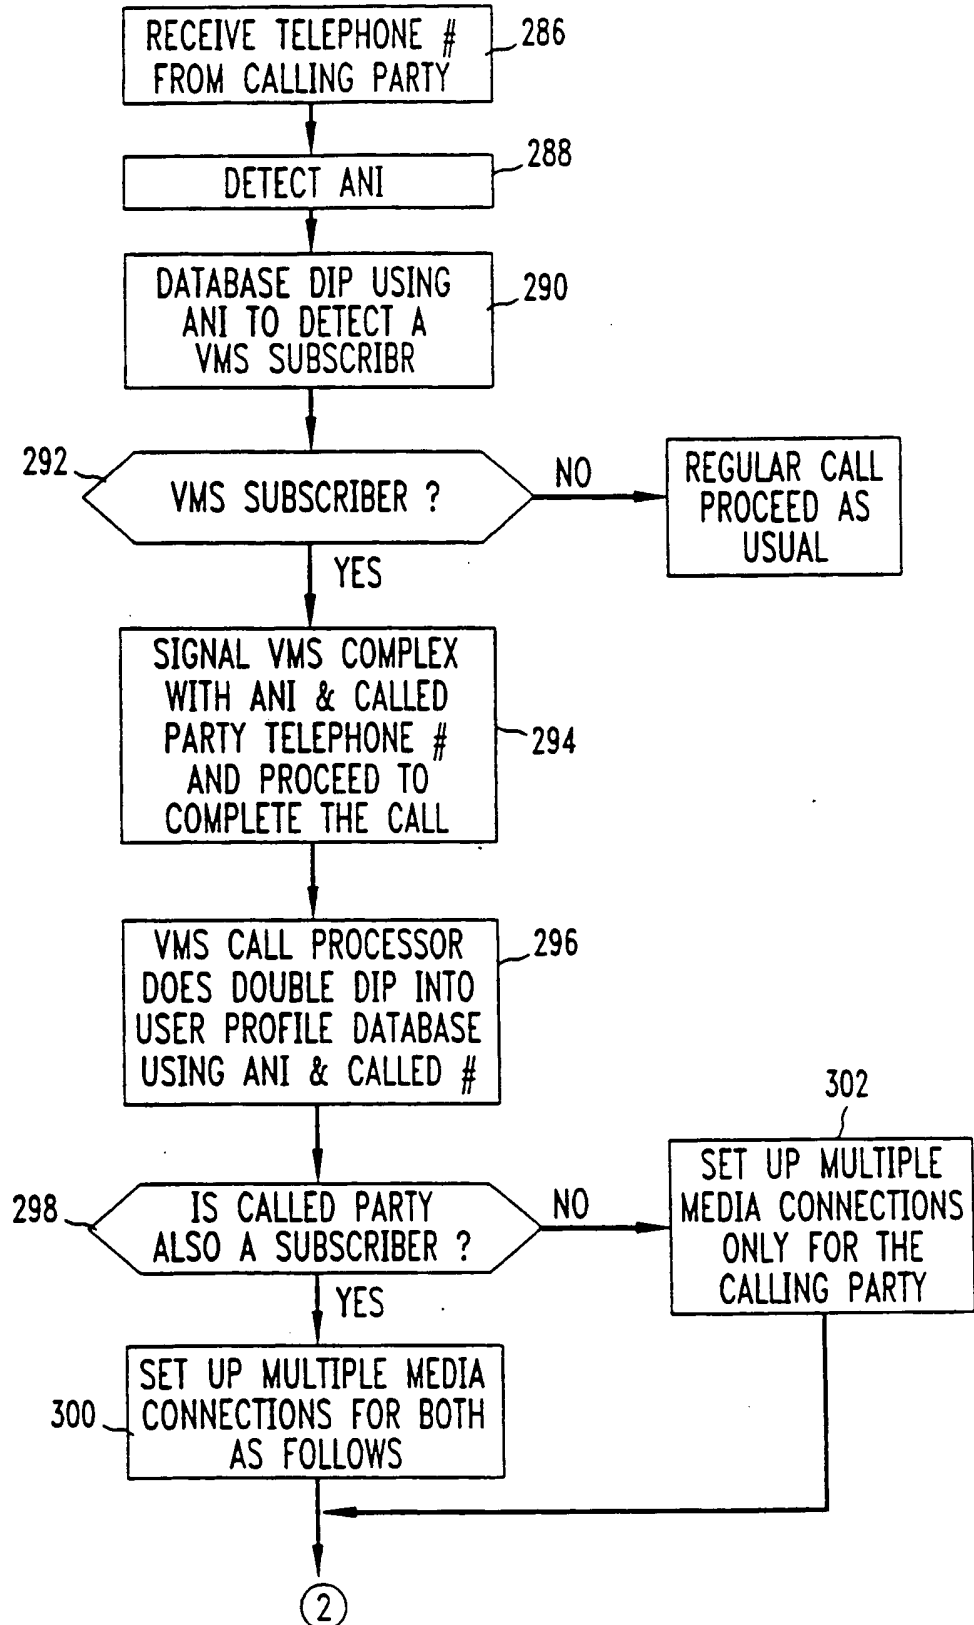 RECEIVE TELEPHONE #
FROM CALLING PARTY
286
DETECT ANI
288
DATABASE DIP USING
ANI TO DETECT A
VMS SUBSCRIBR
290
292
VMS SUBSCRIBER ?
NO
REGULAR CALL
PROCEED AS
USUAL
YES
SIGNAL VMS COMPLEX
WITH ANI & CALLED
PARTY TELEPHONE #
AND PROCEED TO
COMPLETE THE CALL
294
VMS CALL PROCESSOR
DOES DOUBLE DIP INTO
USER PROFILE DATABASE
USING ANI & CALLED #
296
298
IS CALLED PARTY
ALSO A SUBSCRIBER ?
NO
302
SET UP MULTIPLE
MEDIA CONNECTIONS
ONLY FOR THE
CALLING PARTY
YES
300
SET UP MULTIPLE MEDIA
CONNECTIONS FOR BOTH
AS FOLLOWS
2